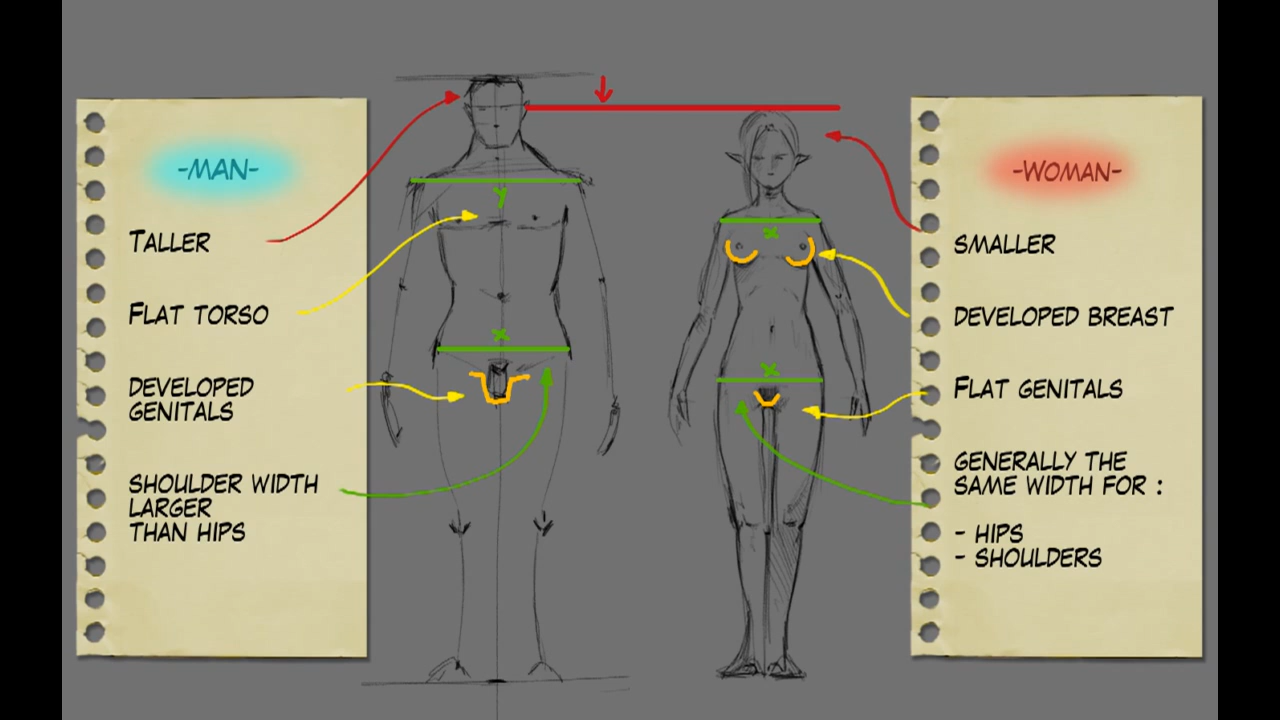 -MAN-
TALLER
FLAT TORSO
DEVELOPED
GENITALS
SHOULDER WIDTH
LARGER
THAN HIPS
Y
X
X
X
-WOMAN-
SMALLER
DEVELOPED BREAST
FLAT GENITALS
GENERALLY THE
SAME WIDTH FOR :
- HIPS
- SHOULDERS